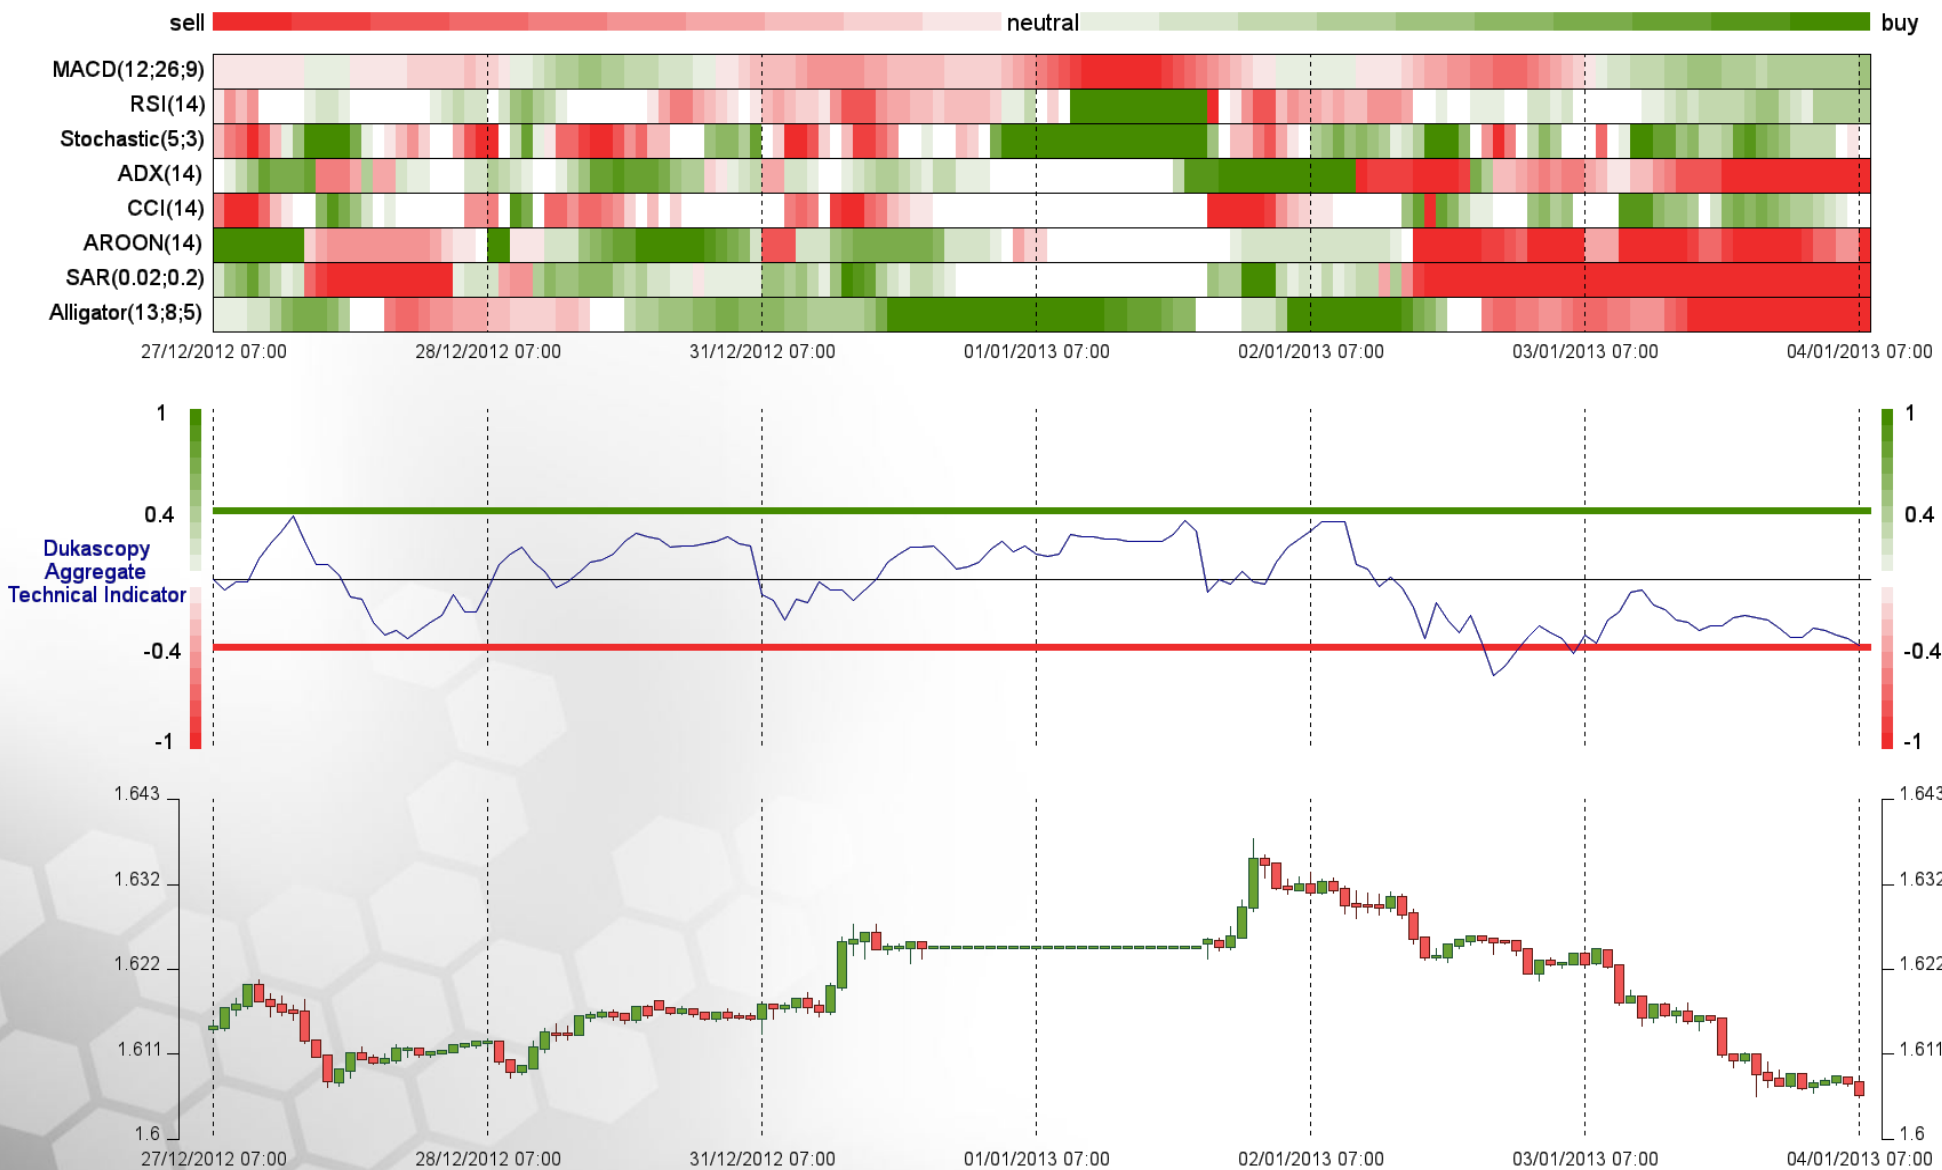 sell neutral buy
MACD(12;26;9)
RSI(14)
Stochastic(5;3)
ADX(14)
CCI(14)
AROON(14)
SAR(0.02;0.2)
Alligator(13;8;5)
27/12/2012 07:00 28/12/2012 07:00 31/12/2012 07:00 01/01/2013 07:00 02/01/2013 07:00 03/01/2013 07:00 04/01/2013 07:00
1 1
0.4 0.4
Dukascopy
Aggregate
Technical Indicator
-0.4 -0.4
-1 -1
1.643 1.643
1.632 1.632
1.622 1.622
1.611 1.611
1.6 1.6
27/12/2012 07:00 28/12/2012 07:00 31/12/2012 07:00 01/01/2013 07:00 02/01/2013 07:00 03/01/2013 07:00 04/01/2013 07:00